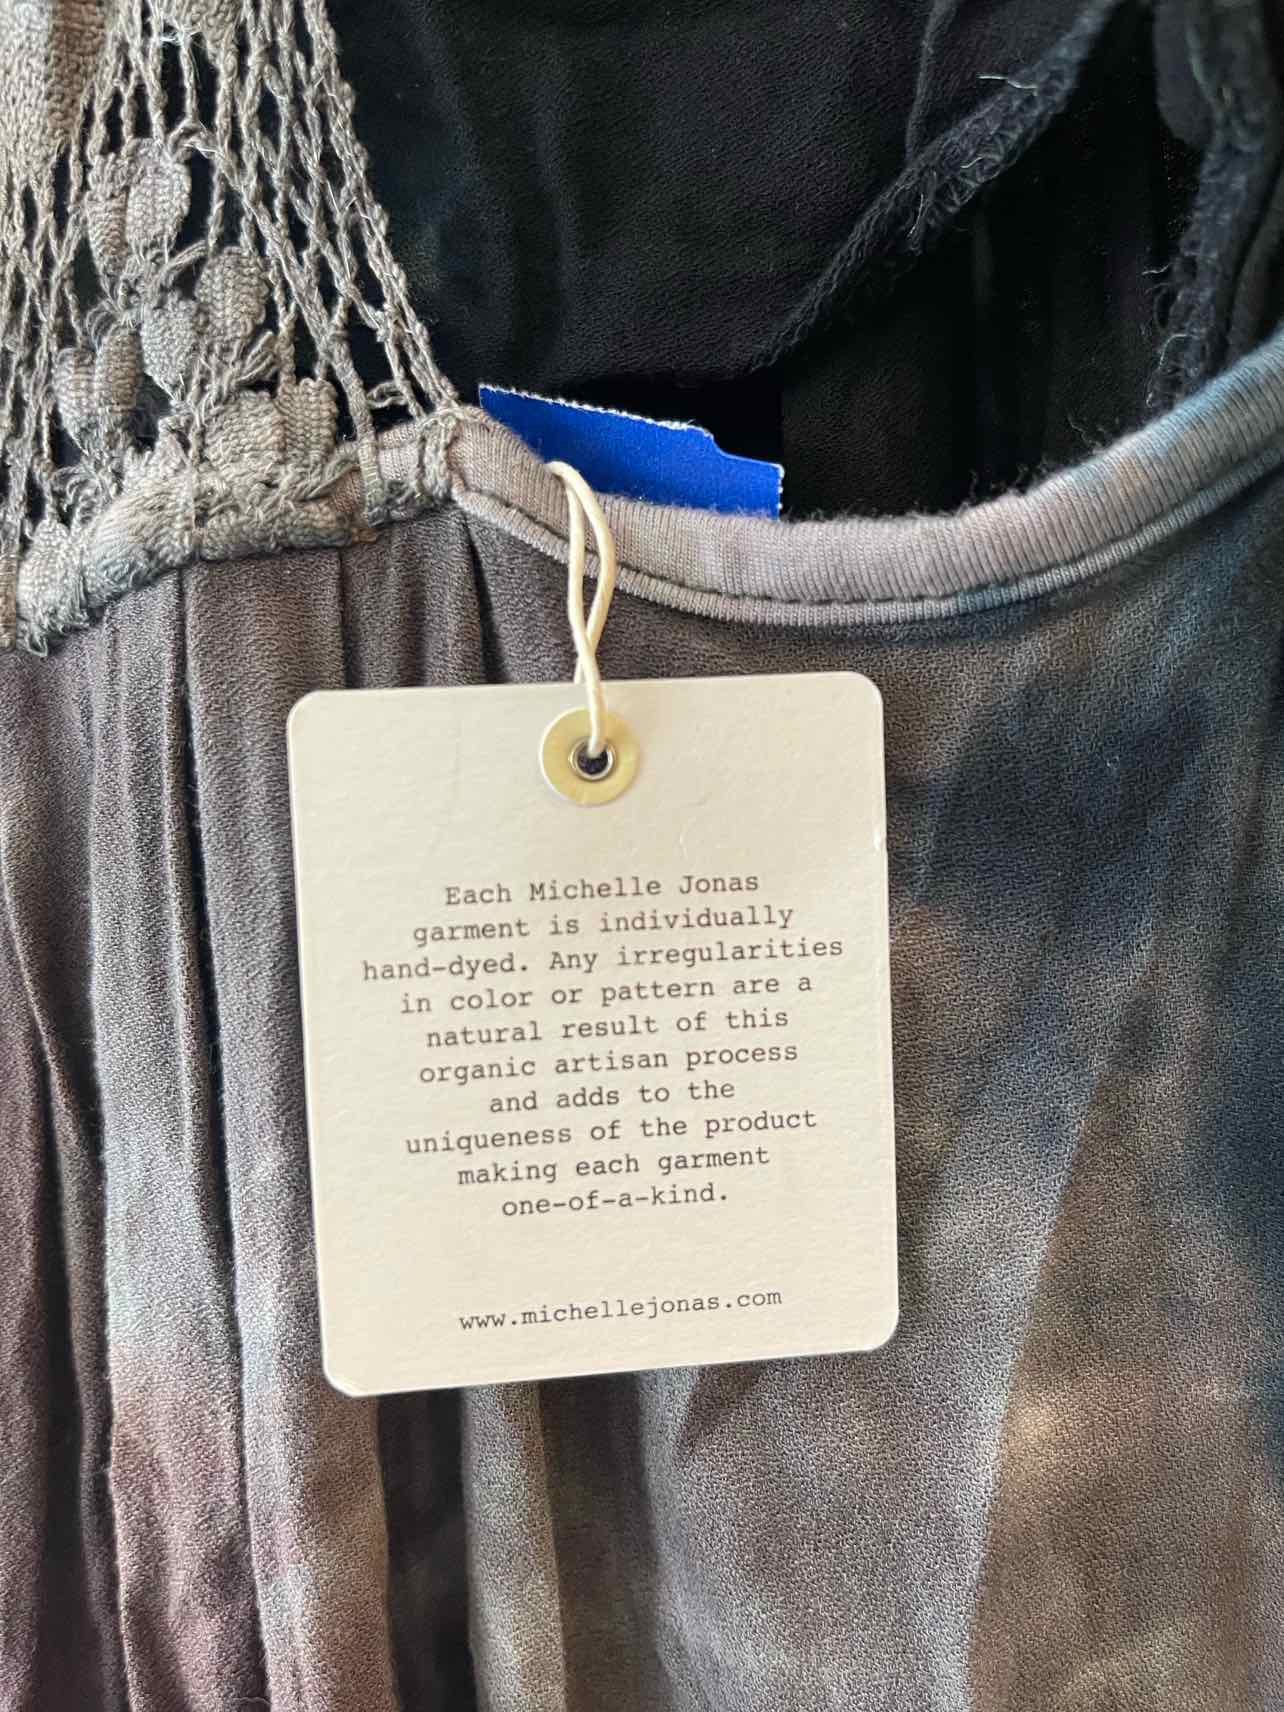 Each Michelle Jonas
garment is individually
hand-dyed. Any irregularities
in color or pattern are a
natural result of this
organic artisan process
and adds to the
uniqueness of the product
making each garment
one-of-a-kind.
www.michellejonas.com